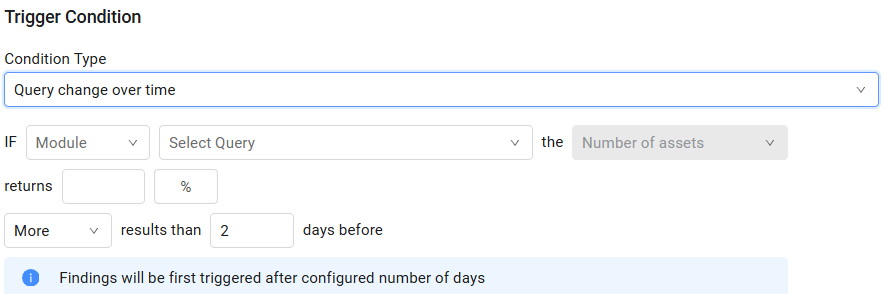 Trigger Condition
Condition Type
Query change over time
IF Module Select Query the Number of assets
returns %
More results than 2 days before
Findings will be first triggered after configured number of days